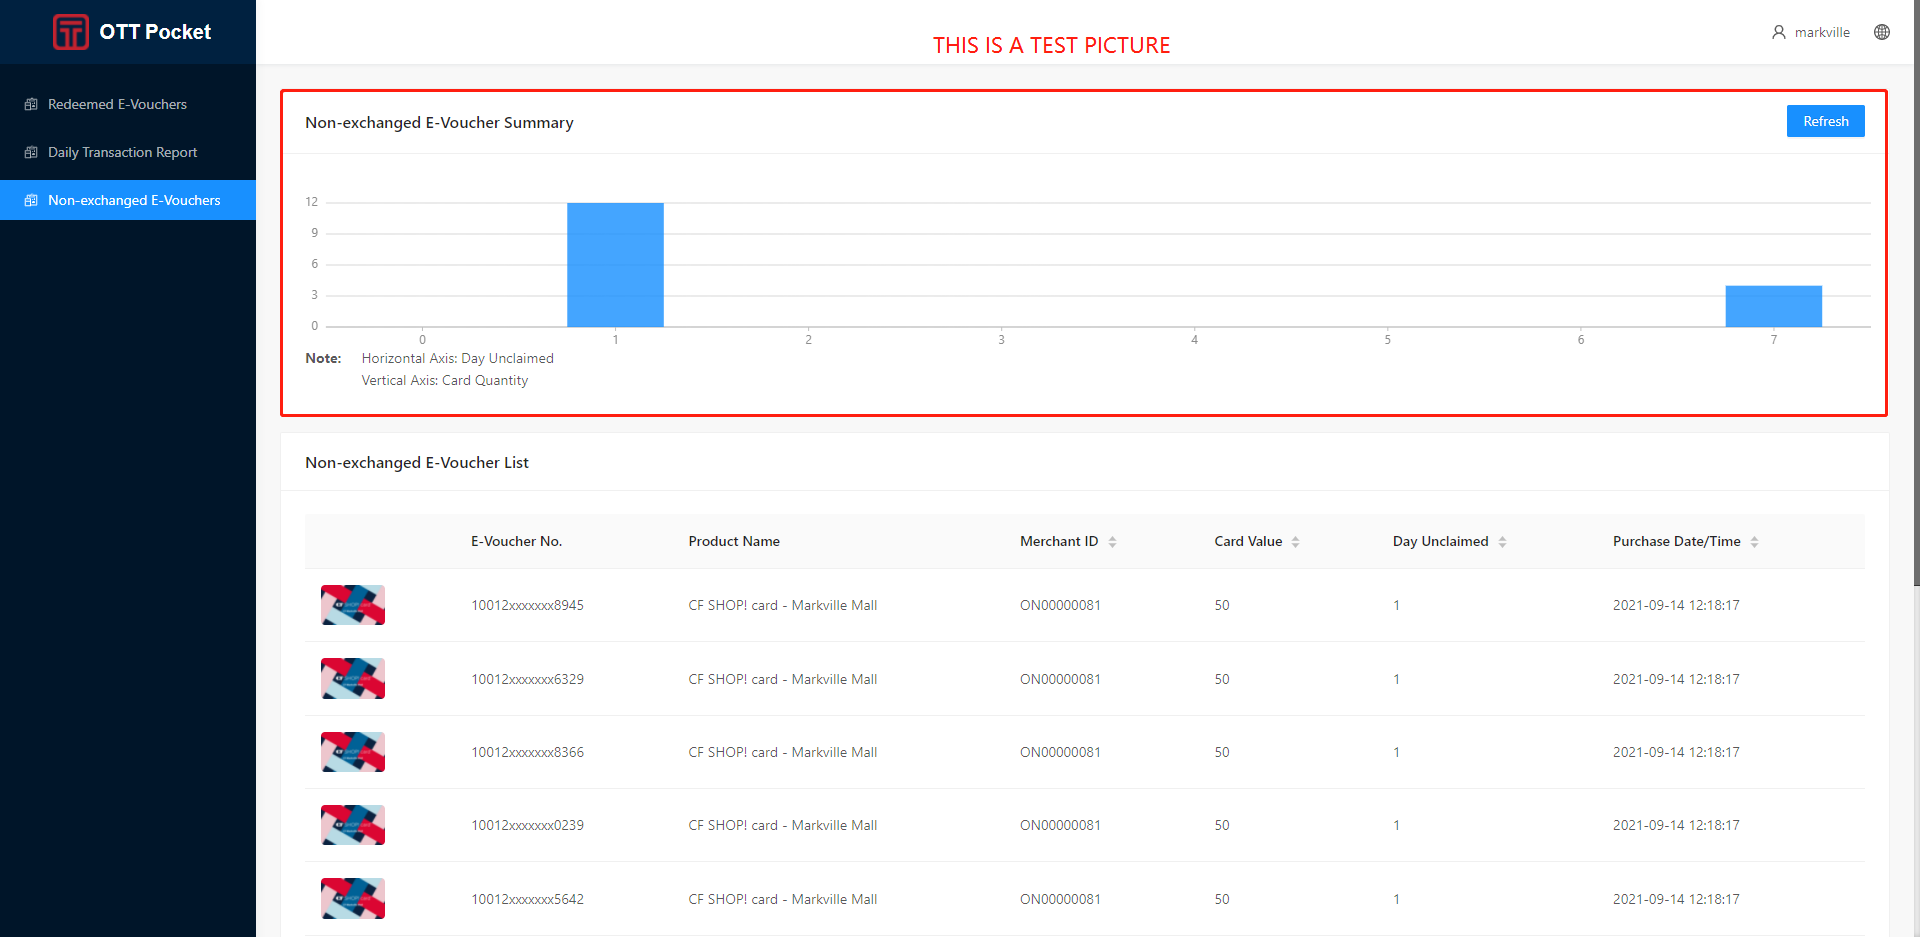 OTT Pocket
THIS IS A TEST PICTURE
markville
Redeemed E-Vouchers
Daily Transaction Report
Non-exchanged E-Vouchers
Non-exchanged E-Voucher Summary
Refresh
12
9
6
3
0
0 1 2 3 4 5 6 7
Note: Horizontal Axis: Day Unclaimed
Vertical Axis: Card Quantity
Non-exchanged E-Voucher List
E-Voucher No. Product Name Merchant ID Card Value Day Unclaimed Purchase Date/Time
10012xxxxxxx8945 CF SHOP! card - Markville Mall ON00000081 50 1 2021-09-14 12:18:17
10012xxxxxxx6329 CF SHOP! card - Markville Mall ON00000081 50 1 2021-09-14 12:18:17
10012xxxxxxx8366 CF SHOP! card - Markville Mall ON00000081 50 1 2021-09-14 12:18:17
10012xxxxxxx0239 CF SHOP! card - Markville Mall ON00000081 50 1 2021-09-14 12:18:17
10012xxxxxxx5642 CF SHOP! card - Markville Mall ON00000081 50 1 2021-09-14 12:18:17